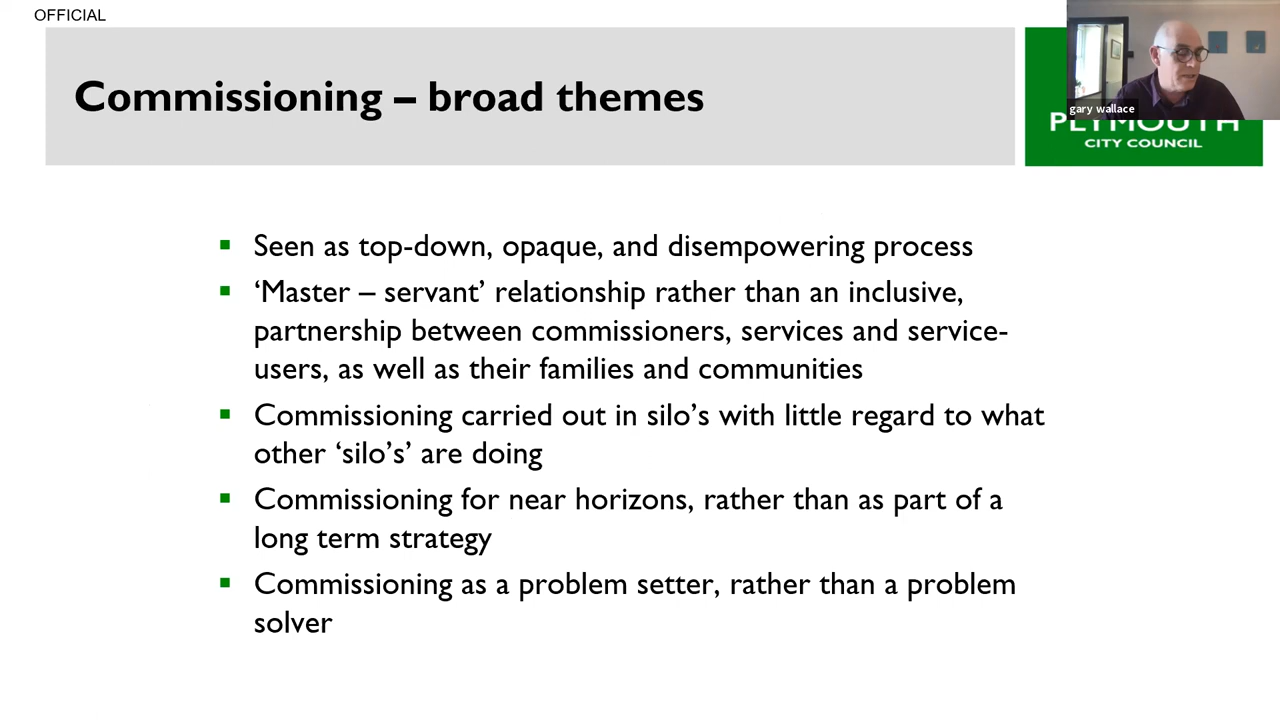 OFFICIAL
Commissioning – broad themes
gary wallace
PLYMOUTH
CITY COUNCIL
▪ Seen as top-down, opaque, and disempowering process
▪ ‘Master – servant’ relationship rather than an inclusive,
partnership between commissioners, services and service-
users, as well as their families and communities
▪ Commissioning carried out in silo’s with little regard to what
other ‘silo’s’ are doing
▪ Commissioning for near horizons, rather than as part of a
long term strategy
▪ Commissioning as a problem setter, rather than a problem
solver